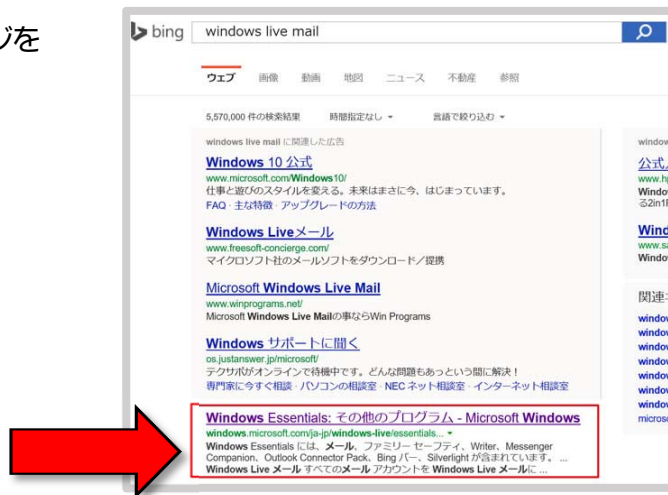 ジを
bing
windows live mail
ウェブ 画像 動画 地図 ニュース 不動産 参照
5,570,000 件の検索結果 時間指定なし 言語で絞り込む
windows live mail に関連した広告
Windows 10 公式
www.microsoft.com/Windows10/
仕事と遊びのスタイルを変える。未来はまさに今、はじまっています。
FAQ · 主な特徴 · アップグレードの方法
Windows Liveメール
www.freesoft-concierge.com/
マイクロソフト社のメールソフトをダウンロード／提携
Microsoft Windows Live Mail
www.winprograms.net/
Microsoft Windows Live Mailの事ならWin Programs
Windows サポートに聞く
os.justanswer.jp/microsoft/
テクサポがオンラインで待機中です。どんな問題もあっという間に解決！
専門家に今すぐ相談 · パソコンの相談室 · NEC ネット相談室 · インターネット相談室
Windows Essentials: その他のプログラム - Microsoft Windows
windows.microsoft.com/ja-jp/windows-live/essentials...
Windows Essentials には、メール、ファミリー セーフティ、Writer、Messenger
Companion、Outlook Connector Pack、Bing バー、Silverlight が含まれています。 ...
Windows Live メール すべてのメール アカウントを Windows Live メールに ...
公式
www.h
る2in1
www.sa
関連
micros